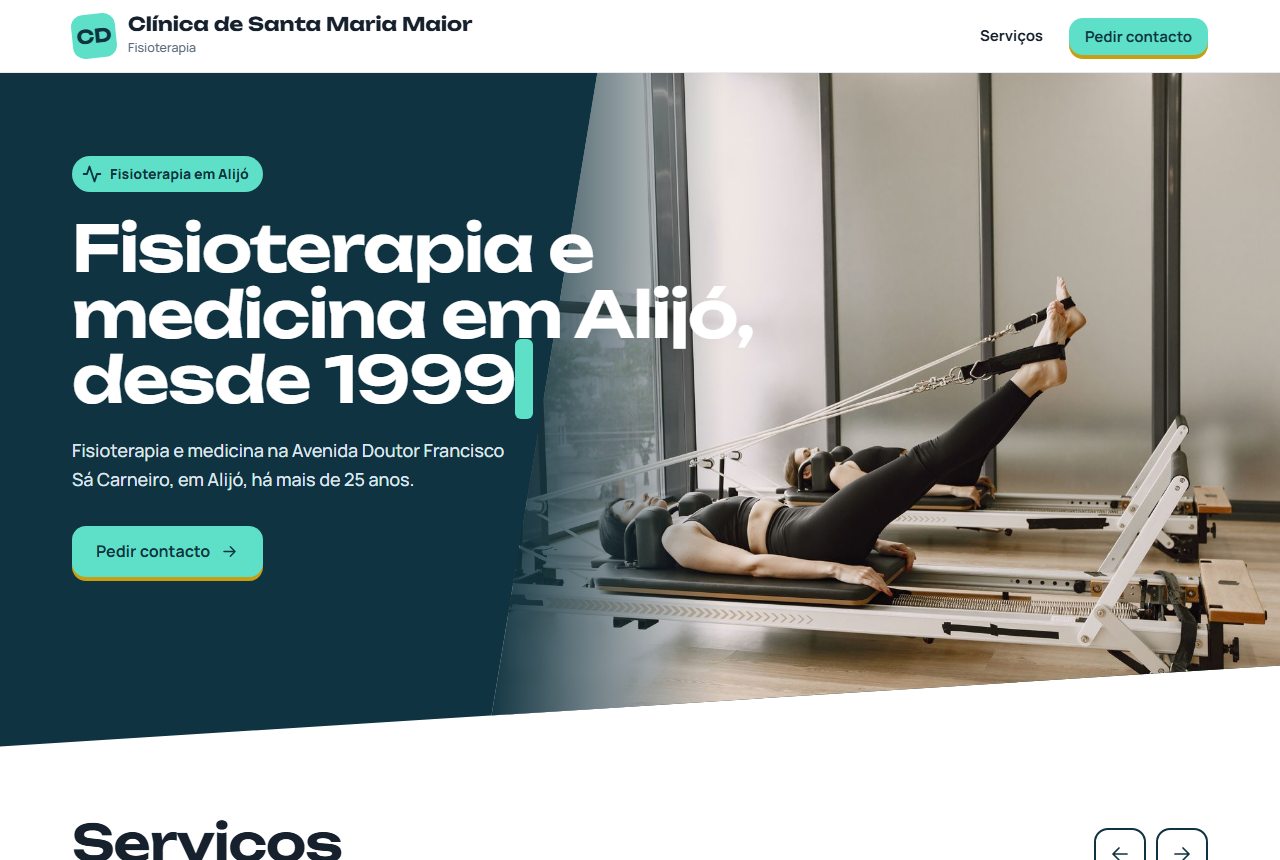 CD
Clínica de Santa Maria Maior
Fisioterapia
Serviços
Pedir contacto
Fisioterapia em Alijó
Fisioterapia e
medicina em Alijó,
desde 1999
Fisioterapia e medicina na Avenida Doutor Francisco
Sá Carneiro, em Alijó, há mais de 25 anos.
Pedir contacto →
Serviços
← →